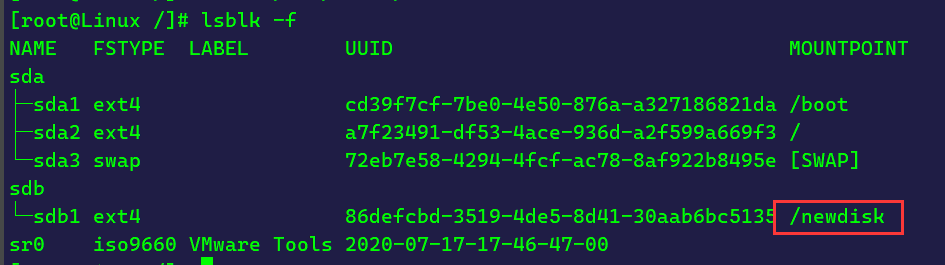 [root@Linux /]# lsblk -f
NAME   FSTYPE  LABEL        UUID                                 MOUNTPOINT
sda
├─sda1 ext4                 cd39f7cf-7be0-4e50-876a-a327186821da /boot
├─sda2 ext4                 a7f23491-df53-4ace-936d-a2f599a669f3 /
└─sda3 swap                 72eb7e58-4294-4fcf-ac78-8af922b8495e [SWAP]
sdb
└─sdb1 ext4                 86defcbd-3519-4de5-8d41-30aab6bc5135 /newdisk
sr0    iso9660 VMware Tools 2020-07-17-17-46-47-00